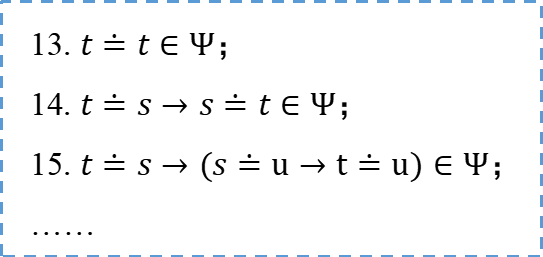 13. t ≐ t ∈ Ψ；
14. t ≐ s → s ≐ t ∈ Ψ；
15. t ≐ s → (s ≐ u → t ≐ u) ∈ Ψ；
……